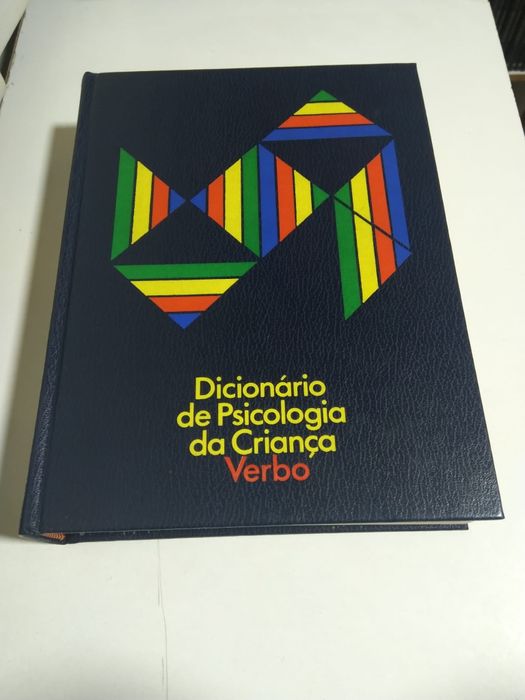 Dicionário
de Psicologia
da Criança
Verbo